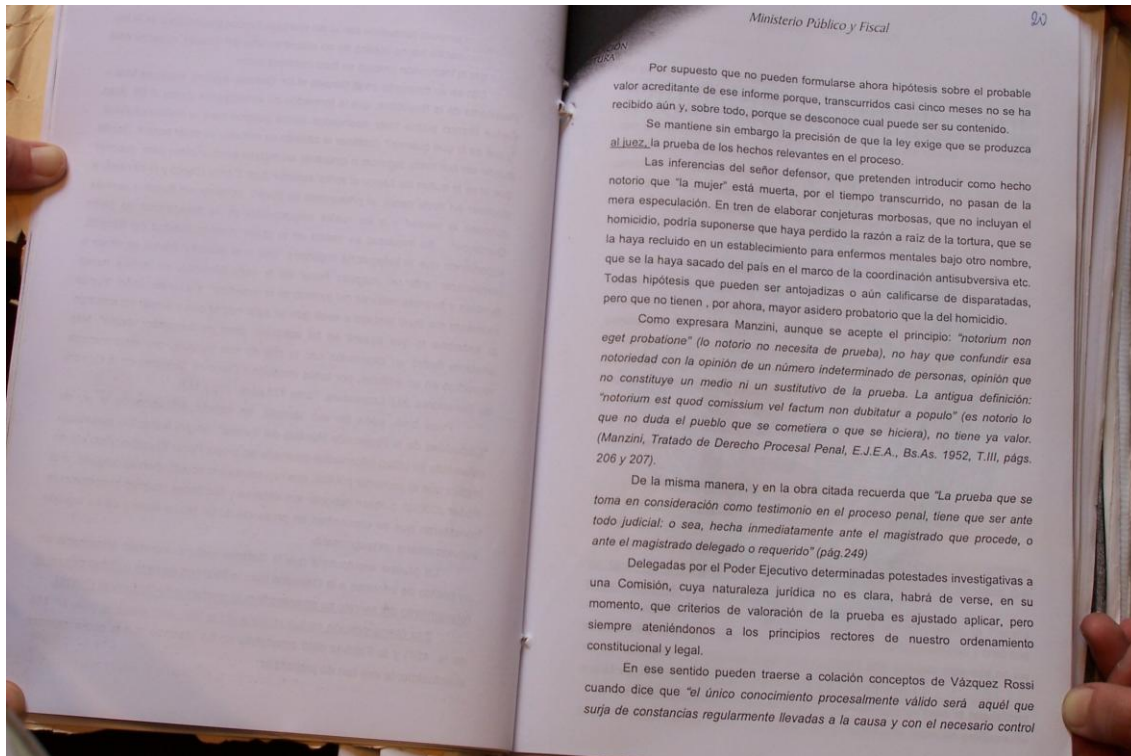 Ministerio Público y Fiscal
20
Por supuesto que no pueden formularse ahora hipótesis sobre el probable
valor acreditante de ese informe porque, transcurridos casi cinco meses no se ha
recibido aún y, sobre todo, porque se desconoce cual puede ser su contenido.
Se mantiene sin embargo la precisión de que la ley exige que se produzca
al juez, la prueba de los hechos relevantes en el proceso.
Las inferencias del señor defensor, que pretenden introducir como hecho
notorio que "la mujer" está muerta, por el tiempo transcurrido, no pasan de la
mera especulación. En tren de elaborar conjeturas morbosas, que no incluyan el
homicidio, podría suponerse que haya perdido la razón a raíz de la tortura, que se
la haya recluido en un establecimiento para enfermos mentales bajo otro nombre,
que se la haya sacado del país en el marco de la coordinación antisubversiva etc.
Todas hipótesis que pueden ser antojadizas o aún calificarse de disparatadas,
pero que no tienen , por ahora, mayor asidero probatorio que la del homicidio.
Como expresara Manzini, aunque se acepte el principio: "notorium non
eget probatione" (lo notorio no necesita de prueba), no hay que confundir esa
notoriedad con la opinión de un número indeterminado de personas, opinión que
no constituye un medio ni un sustitutivo de la prueba. La antigua definición:
"notorium est quod comissium vel factum non dubitatur a populo" (es notorio lo
que no duda el pueblo que se cometiera o que se hiciera), no tiene ya valor.
(Manzini, Tratado de Derecho Procesal Penal, E.J.E.A., Bs.As. 1952, T.III, págs.
206 y 207).
De la misma manera, y en la obra citada recuerda que "La prueba que se
toma en consideración como testimonio en el proceso penal, tiene que ser ante
todo judicial: o sea, hecha inmediatamente ante el magistrado que procede, o
ante el magistrado delegado o requerido" (pág.249)
Delegadas por el Poder Ejecutivo determinadas potestades investigativas a
una Comisión, cuya naturaleza jurídica no es clara, habrá de verse, en su
momento, que criterios de valoración de la prueba es ajustado aplicar, pero
siempre ateniéndonos a los principios rectores de nuestro ordenamiento
constitucional y legal.
En ese sentido pueden traerse a colación conceptos de Vázquez Rossi
cuando dice que "el único conocimiento procesalmente válido será aquél que
surja de constancias regularmente llevadas a la causa y con el necesario control